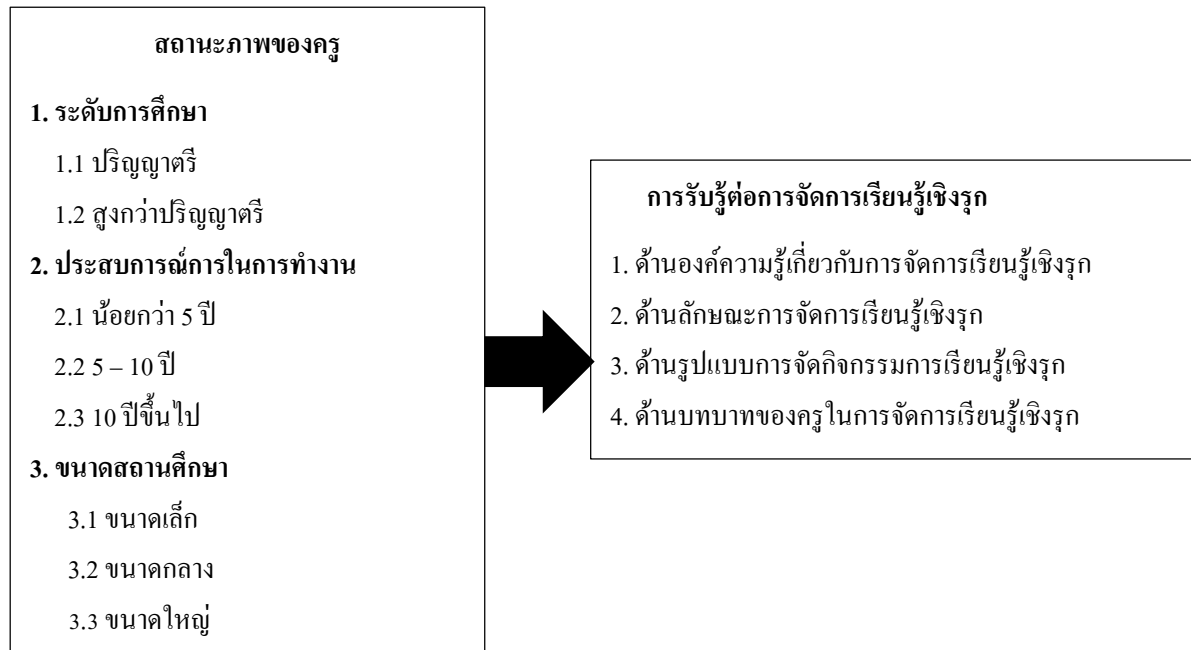 สถานะภาพของครู
1. ระดับการศึกษา
1.1 ปริญญาตรี
1.2 สูงกว่าปริญญาตรี
2. ประสบการณ์การในการทำงาน
2.1 น้อยกว่า 5 ปี
2.2 5 – 10 ปี
2.3 10 ปีขึ้นไป
3. ขนาดสถานศึกษา
3.1 ขนาดเล็ก
3.2 ขนาดกลาง
3.3 ขนาดใหญ่
การรับรู้ต่อการจัดการเรียนรู้เชิงรุก
1. ด้านองค์ความรู้เกี่ยวกับการจัดการเรียนรู้เชิงรุก
2. ด้านลักษณะการจัดการเรียนรู้เชิงรุก
3. ด้านรูปแบบการจัดกิจกรรมการเรียนรู้เชิงรุก
4. ด้านบทบาทของครูในการจัดการเรียนรู้เชิงรุก